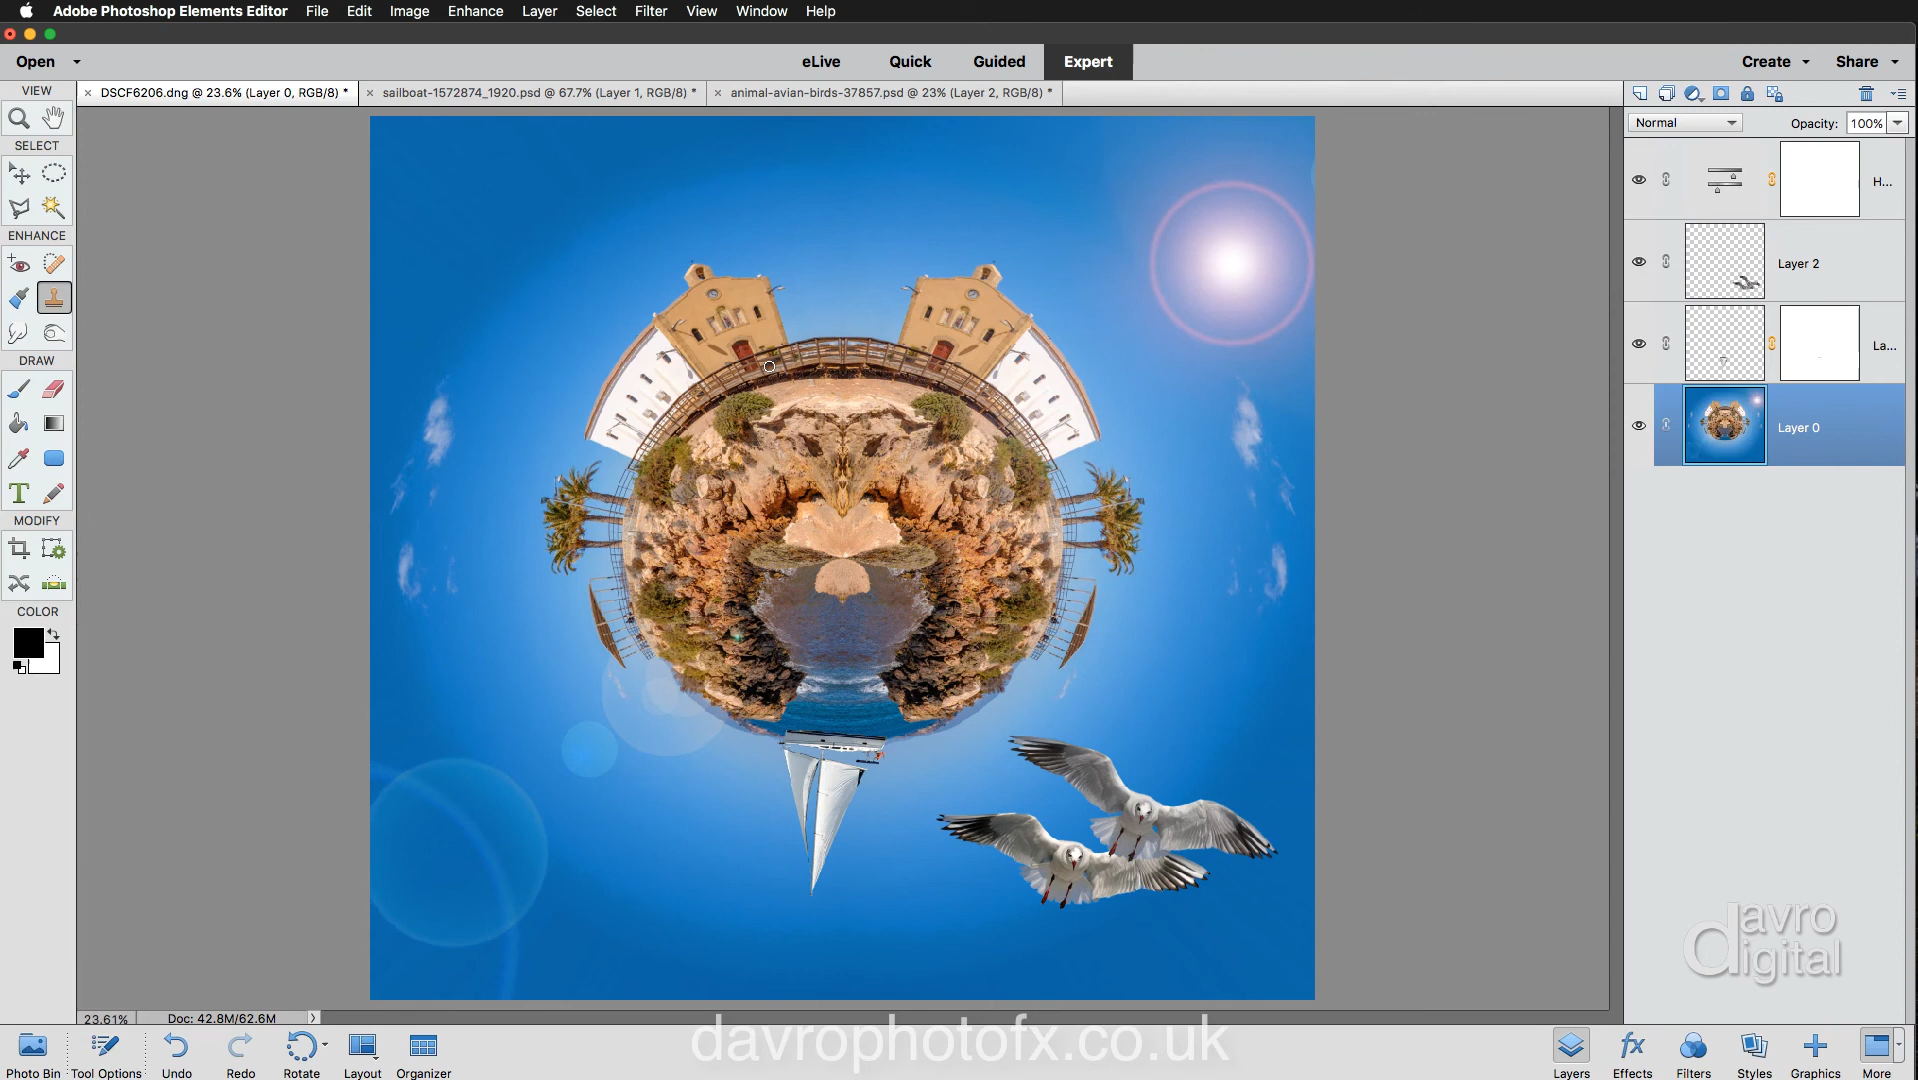 Adobe Photoshop Elements Editor File Edit Image Enhance Layer Select Filter View Window Help
Open eLive Quick Guided Expert Create Share
VIEW
× DSCF6206.dng @ 23.6% (Layer 0, RGB/8) * × sailboat-1572874_1920.psd @ 67.7% (Layer 1, RGB/8) * × animal-avian-birds-37857.psd @ 23% (Layer 2, RGB/8) *
Normal Opacity: 100%
SELECT
H...
ENHANCE
Layer 2
La...
DRAW
Layer 0
T
MODIFY
COLOR
davro
digital
23.61% Doc: 42.8M/62.6M
davrophotofx.co.uk
fx
Photo Bin Tool Options Undo Redo Rotate Layout Organizer Layers Effects Filters Styles Graphics More